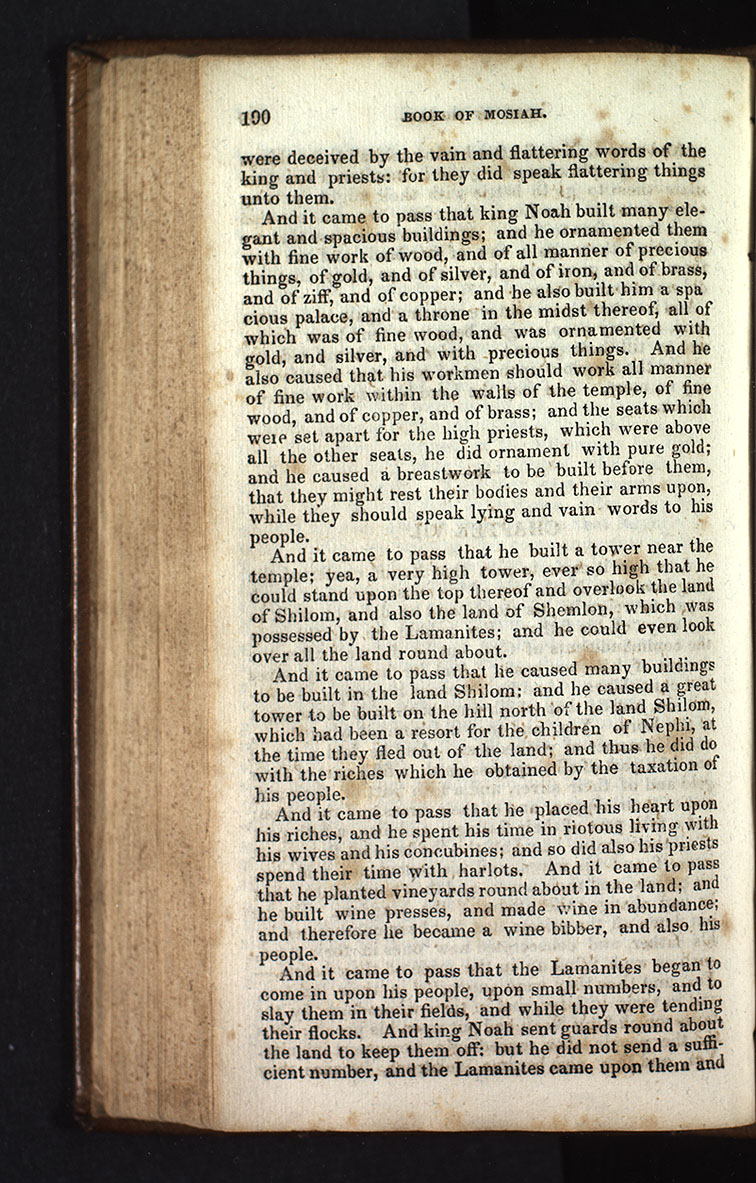 190
BOOK OF MOSIAH.
were deceived by the vain and flattering words of the
king and priests: for they did speak flattering things
unto them.
And it came to pass that king Noah built many ele-
gant and spacious buildings; and he ornamented them
with fine work of wood, and of all manner of precious
things, of gold, and of silver, and of iron, and of brass,
and of ziff, and of copper; and he also built him a spa
cious palace, and a throne in the midst thereof, all of
which was of fine wood, and was ornamented with
gold, and silver, and with precious things. And he
also caused that his workmen should work all manner
of fine work within the walls of the temple, of fine
wood, and of copper, and of brass; and the seats which
were set apart for the high priests, which were above
all the other seats, he did ornament with pure gold;
and he caused a breastwork to be built before them,
that they might rest their bodies and their arms upon,
while they should speak lying and vain words to his
people.
And it came to pass that he built a tower near the
temple; yea, a very high tower, ever so high that he
could stand upon the top thereof and overlook the land
of Shilom, and also the land of Shemlon, which was
possessed by the Lamanites; and he could even look
over all the land round about.
And it came to pass that he caused many buildings
to be built in the land Shilom: and he caused a great
tower to be built on the hill north of the land Shilom,
which had been a resort for the children of Nephi, at
the time they fled out of the land; and thus he did do
with the riches which he obtained by the taxation of
his people.
And it came to pass that he placed his heart upon
his riches, and he spent his time in riotous living with
his wives and his concubines; and so did also his priests
spend their time with harlots. And it came to pass
that he planted vineyards round about in the land; and
he built wine presses, and made wine in abundance;
and therefore he became a wine bibber, and also his
people.
And it came to pass that the Lamanites began to
come in upon his people, upon small numbers, and to
slay them in their fields, and while they were tending
their flocks. And king Noah sent guards round about
the land to keep them off: but he did not send a suffi-
cient number, and the Lamanites came upon them and